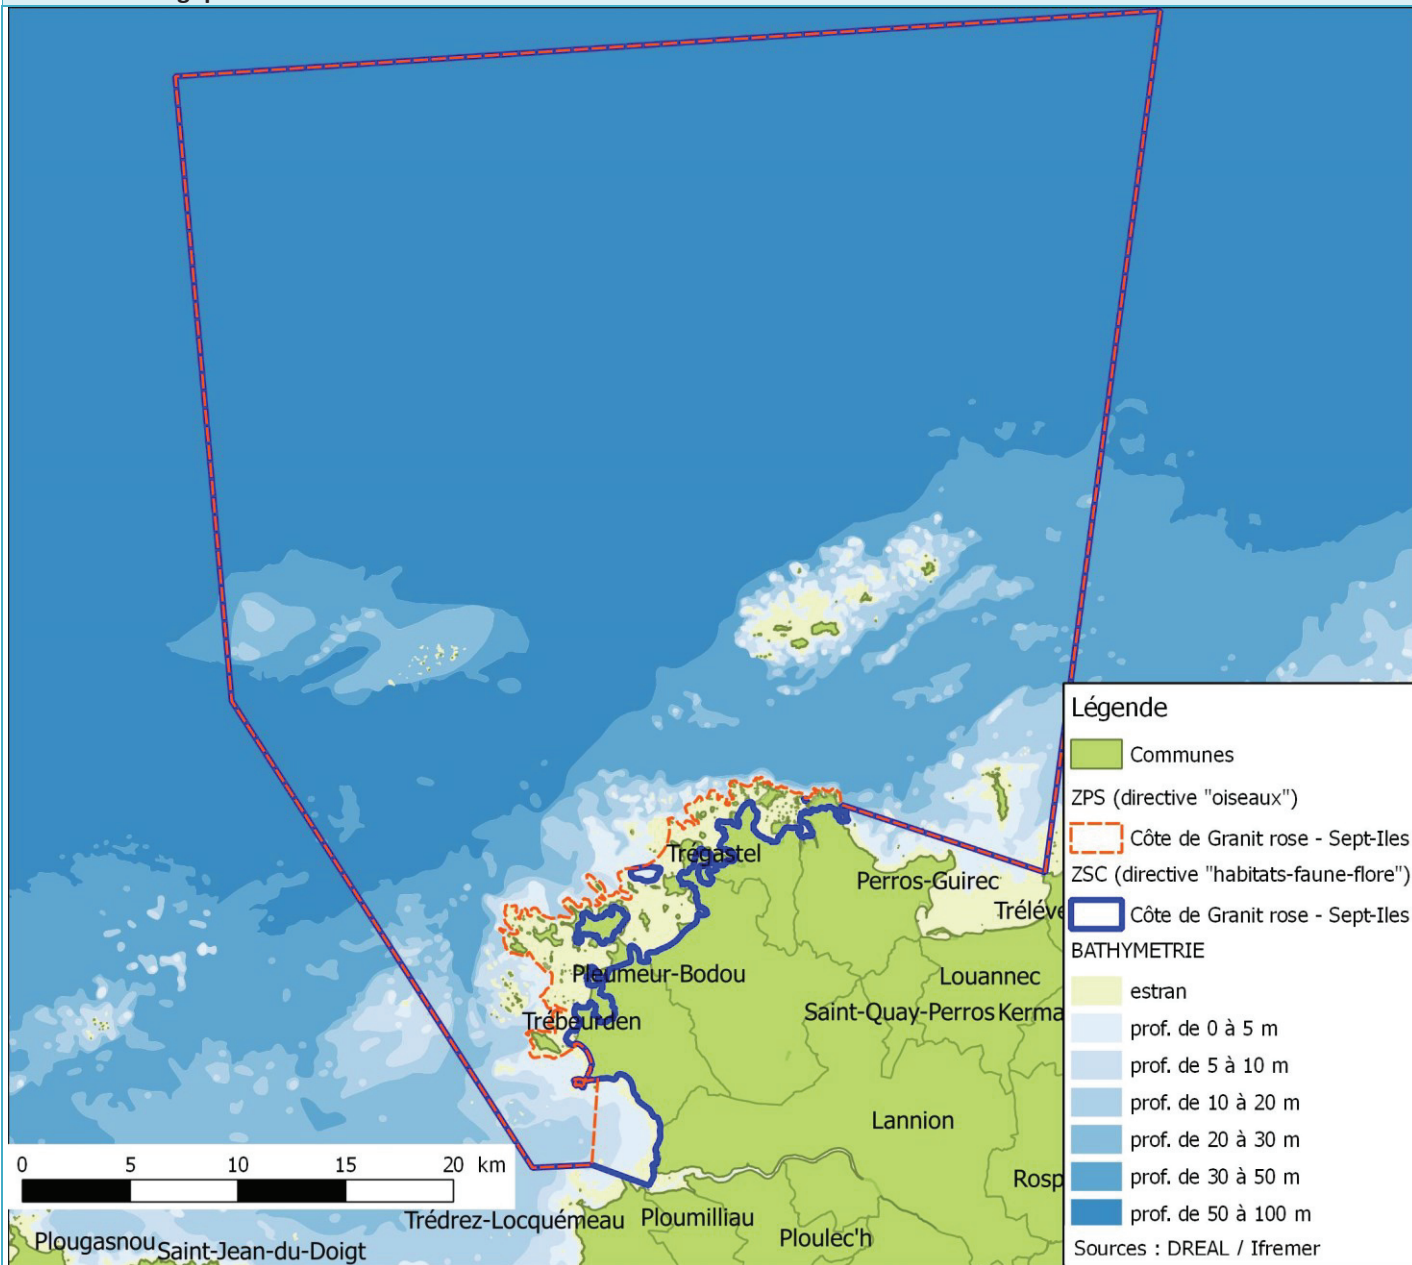 Trégastel
Perros-Guirec
Tréléve
Pleumeur-Bodou
Louannec
Trébeurden
Saint-Quay-Perros
Kerma
Lannion
Rosp
0 5 10 15 20 km
Trédrez-Locquémeau
Ploumilliau
Ploulec'h
Plougasnou
Saint-Jean-du-Doigt
Légende
Communes
ZPS (directive "oiseaux")
Côte de Granit rose - Sept-Iles
ZSC (directive "habitats-faune-flore")
Côte de Granit rose - Sept-Iles
BATHYMETRIE
estran
prof. de 0 à 5 m
prof. de 5 à 10 m
prof. de 10 à 20 m
prof. de 20 à 30 m
prof. de 30 à 50 m
prof. de 50 à 100 m
Sources : DREAL / Ifremer